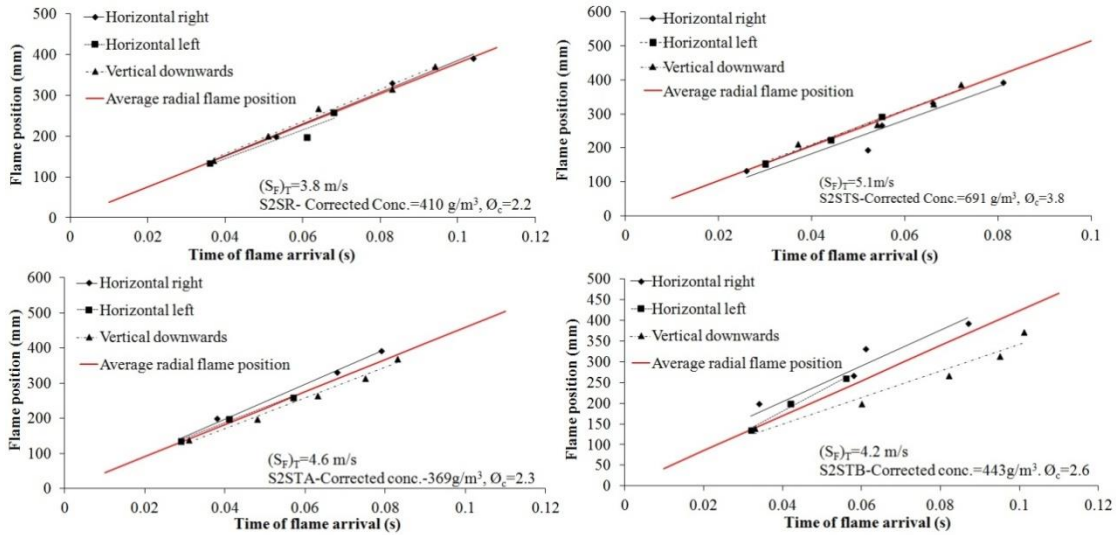 Horizontal right
Horizontal left
Vertical downwards
Average radial flame position
Flame position (mm)
500
400
300
200
100
0
0 0.02 0.04 0.06 0.08 0.1 0.12
Time of flame arrival (s)
(S_F)_T=3.8 m/s
S2SR- Corrected Conc.=410 g/m³, Ø_c=2.2
Horizontal right
Horizontal left
Vertical downward
Average radial flame position
Flame position (mm)
600
500
400
300
200
100
0
0 0.02 0.04 0.06 0.08 0.1
Time of flame arrival (s)
(S_F)_T=5.1m/s
S2STS-Corrected Conc.=691 g/m³, Ø_c=3.8
Horizontal right
Horizontal left
Vertical downwards
Average radial flame position
Flame position (mm)
600
500
400
300
200
100
0
0 0.02 0.04 0.06 0.08 0.1 0.12
Time of flame arrival (s)
(S_F)_T=4.6 m/s
S2STA-Corrected conc.-369g/m³, Ø_c=2.3
Horizontal right
Horizontal left
Vertical downwards
Average radial flame position
Flame position (mm)
500
450
400
350
300
250
200
150
100
50
0
0 0.02 0.04 0.06 0.08 0.1 0.12
Time of flame arrival (s)
(S_F)_T=4.2 m/s
S2STB-Corrected conc.=443g/m³. Ø_c=2.6